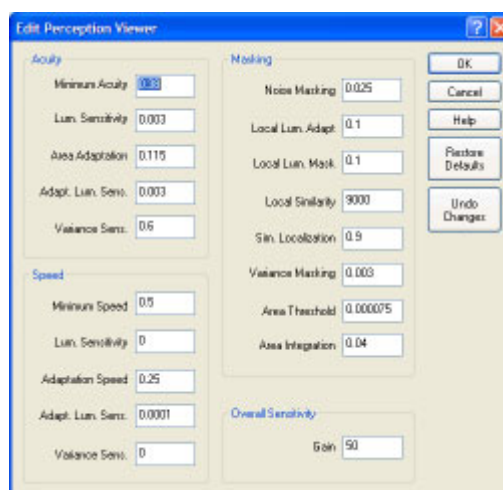 Edit Perception Viewer
Acuity
Minimum Acuity 0.33
Lum. Sensitivity 0.003
Area Adaptation 0.115
Adapt. Lum. Sens. 0.003
Variance Sens. 0.6
Speed
Minimum Speed 0.5
Lum. Sensitivity 0
Adaptation Speed 0.25
Adapt. Lum. Sens. 0.0001
Variance Sens. 0
Masking
Noise Masking 0.025
Local Lum. Adapt. 0.1
Local Lum. Mask. 0.1
Local Similarity 9000
Sim. Localization 0.9
Variance Masking 0.003
Area Threshold 0.000075
Area Integration 0.04
Overall Sensitivity
Gain 50
OK
Cancel
Help
Restore
Defaults
Undo
Changes